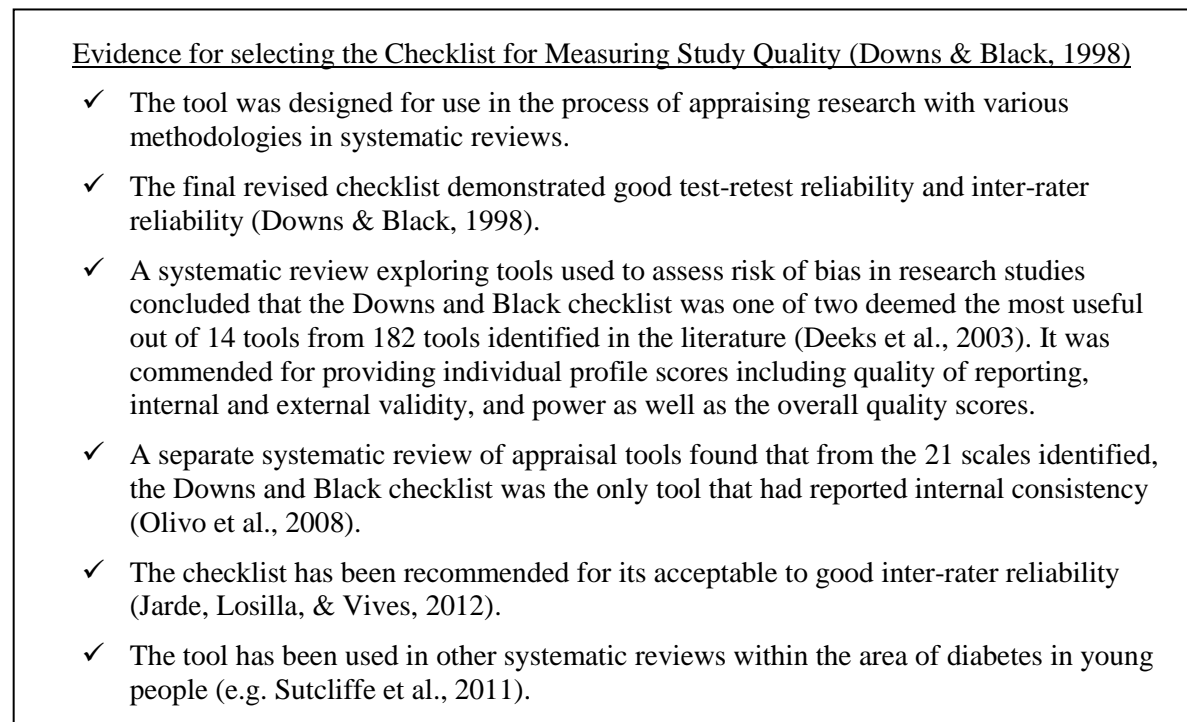 Evidence for selecting the Checklist for Measuring Study Quality (Downs & Black, 1998)
✓ The tool was designed for use in the process of appraising research with various
methodologies in systematic reviews.
✓ The final revised checklist demonstrated good test-retest reliability and inter-rater
reliability (Downs & Black, 1998).
✓ A systematic review exploring tools used to assess risk of bias in research studies
concluded that the Downs and Black checklist was one of two deemed the most useful
out of 14 tools from 182 tools identified in the literature (Deeks et al., 2003). It was
commended for providing individual profile scores including quality of reporting,
internal and external validity, and power as well as the overall quality scores.
✓ A separate systematic review of appraisal tools found that from the 21 scales identified,
the Downs and Black checklist was the only tool that had reported internal consistency
(Olivo et al., 2008).
✓ The checklist has been recommended for its acceptable to good inter-rater reliability
(Jarde, Losilla, & Vives, 2012).
✓ The tool has been used in other systematic reviews within the area of diabetes in young
people (e.g. Sutcliffe et al., 2011).